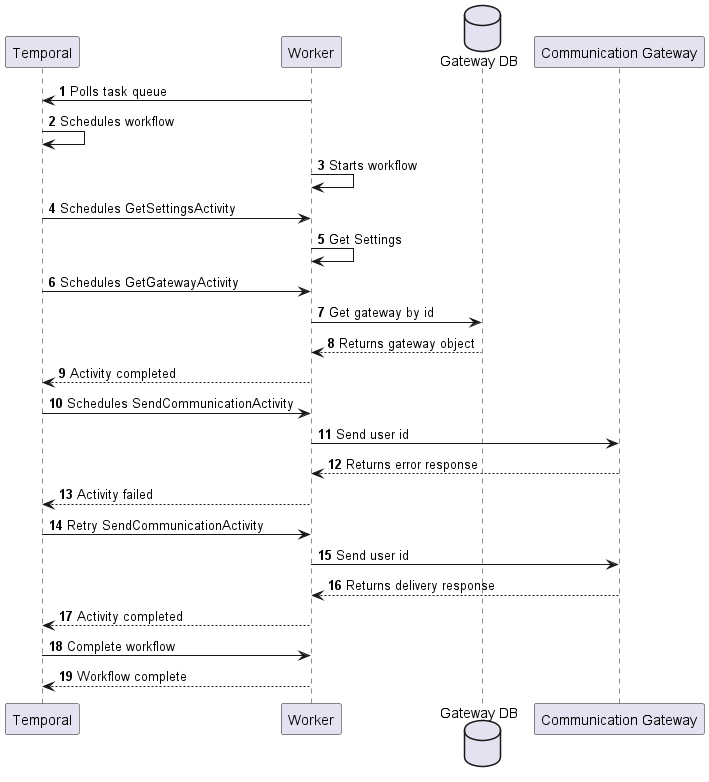 Temporal
Worker
Gateway DB
Communication Gateway
1 Polls task queue
2 Schedules workflow
3 Starts workflow
4 Schedules GetSettingsActivity
5 Get Settings
6 Schedules GetGatewayActivity
7 Get gateway by id
8 Returns gateway object
9 Activity completed
10 Schedules SendCommunicationActivity
11 Send user id
12 Returns error response
13 Activity failed
14 Retry SendCommunicationActivity
15 Send user id
16 Returns delivery response
17 Activity completed
18 Complete workflow
19 Workflow complete
Temporal
Worker
Gateway DB
Communication Gateway